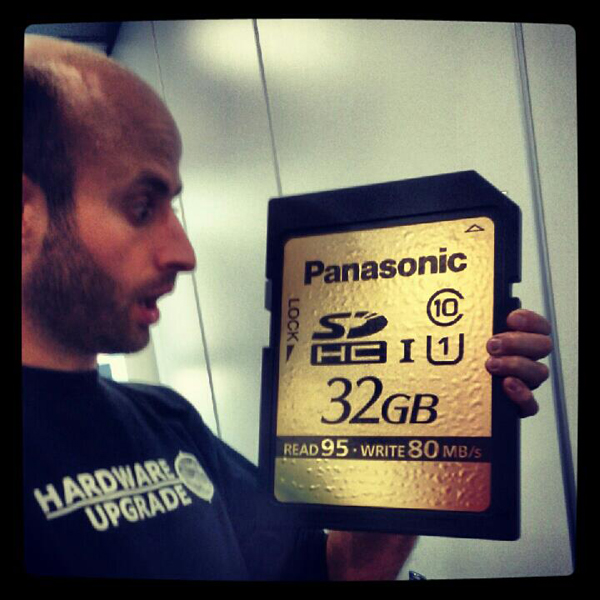 Panasonic
LOCK
10
SD
HC I 1
32GB
READ 95 · WRITE 80 MB/s
HARDWARE
UPGRADE